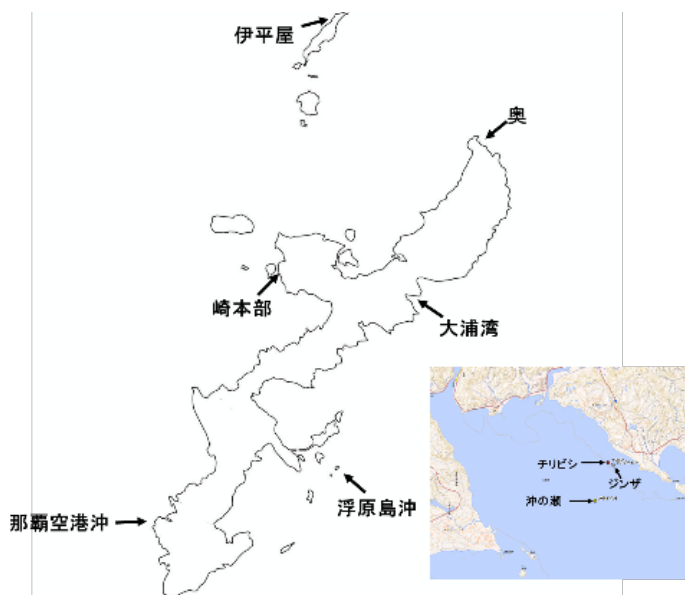 伊平屋
奥
崎本部
大浦湾
チリビシ
ジンザ
沖の瀬
浮原島沖
那覇空港沖